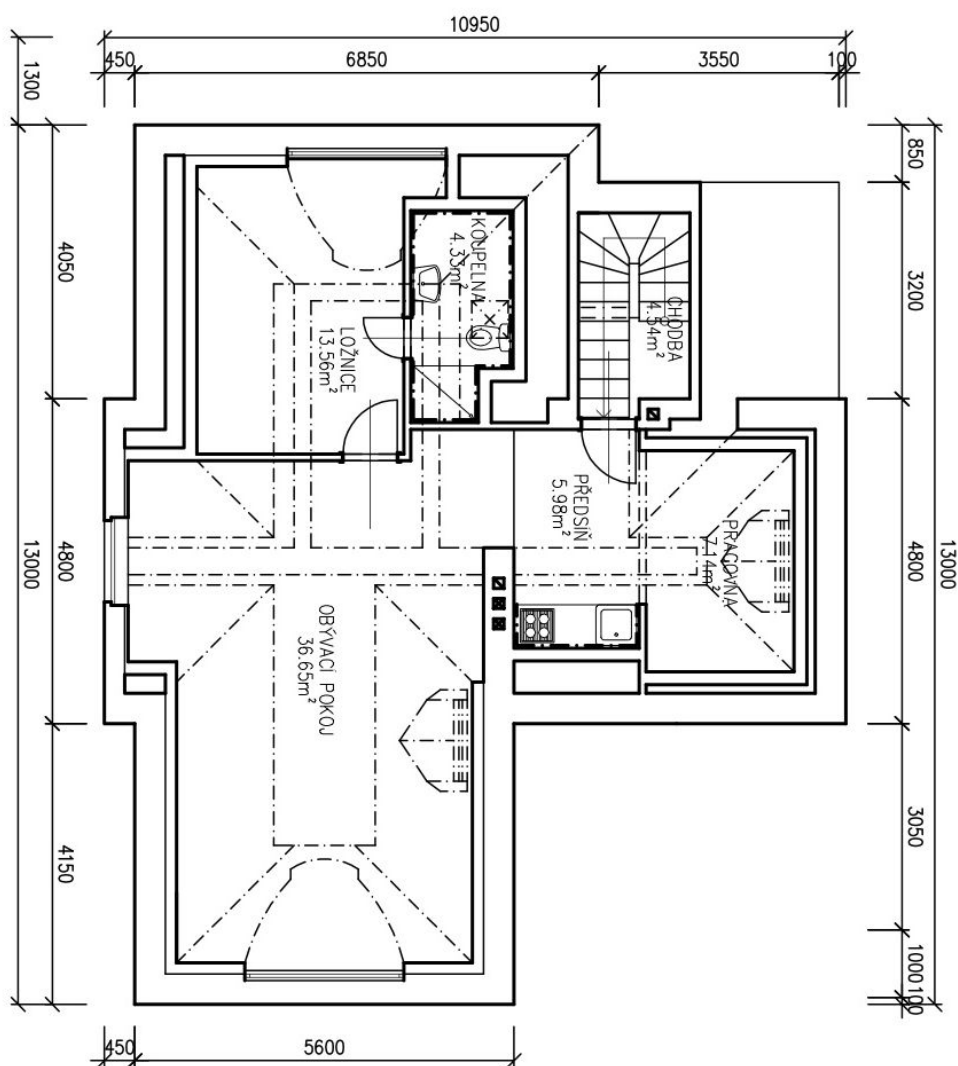 10950
450
6850
3550
100
1300
4050
4800
13000
4150
850
3200
4800
13000
3050
1000
100
KOUPELNA
4.33m²
CHODBA
4.54m²
LOŽNICE
13.56m²
PŘEDSÍŇ
5.98m²
PRACOVNA
7.14m²
OBÝVACÍ POKOJ
36.65m²
450
5600